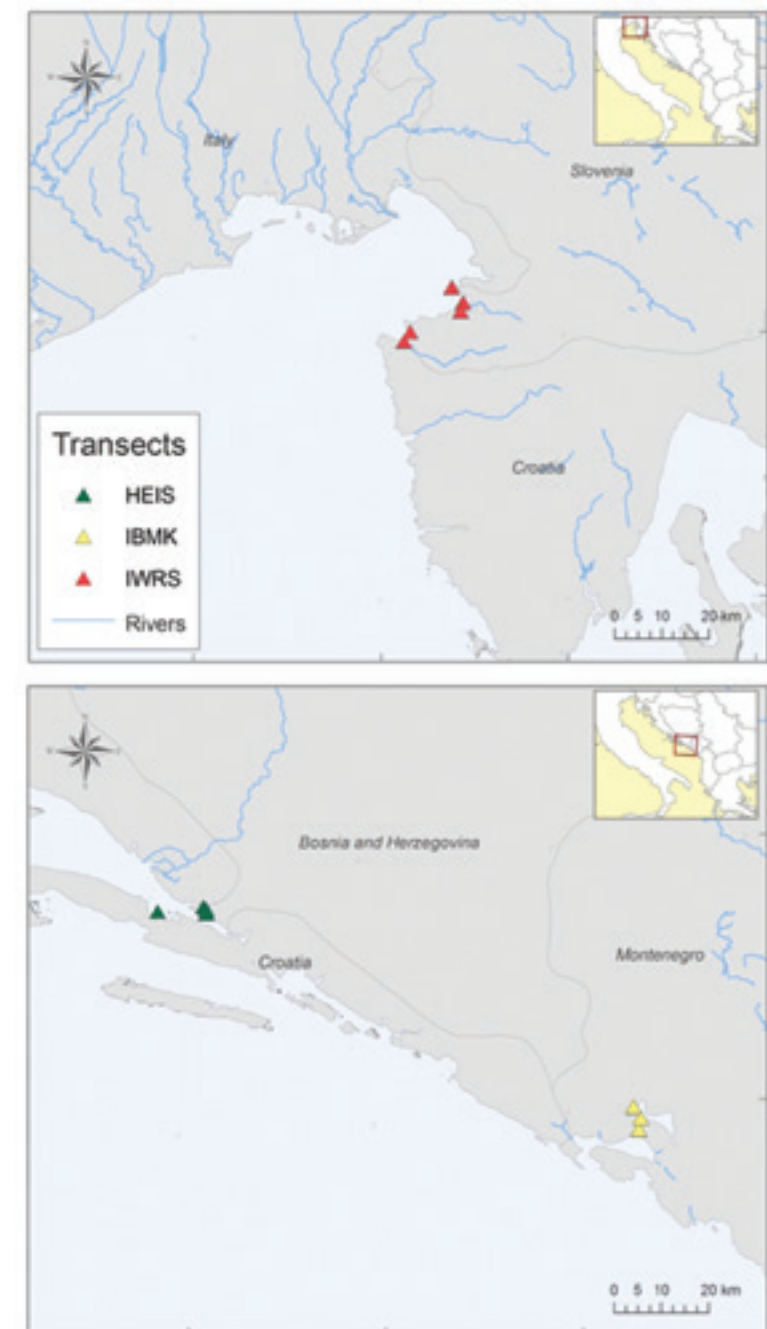 Italy
Slovenia
Transects
HEIS
IBMK
IWRS
Rivers
Croatia
0 5 10 20 km
Bosnia and Herzegovina
Croatia
Montenegro
0 5 10 20 km